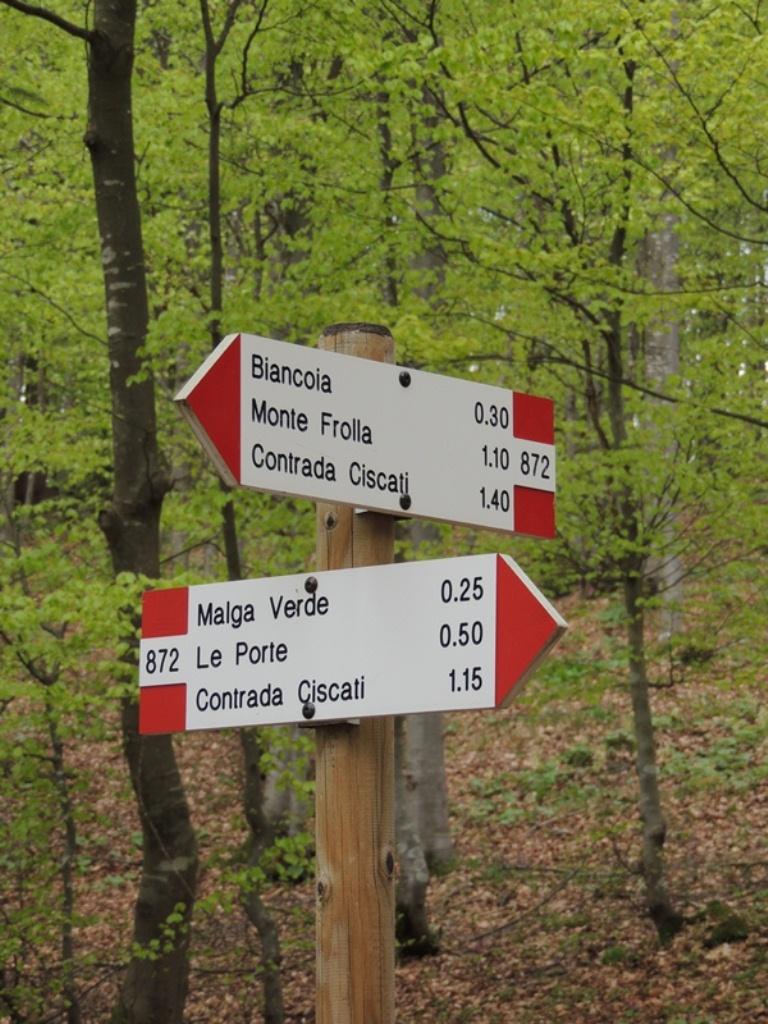 Biancoia 0.30
Monte Frolla 1.10 872
Contrada Ciscati 1.40
Malga Verde 0.25
872 Le Porte 0.50
Contrada Ciscati 1.15